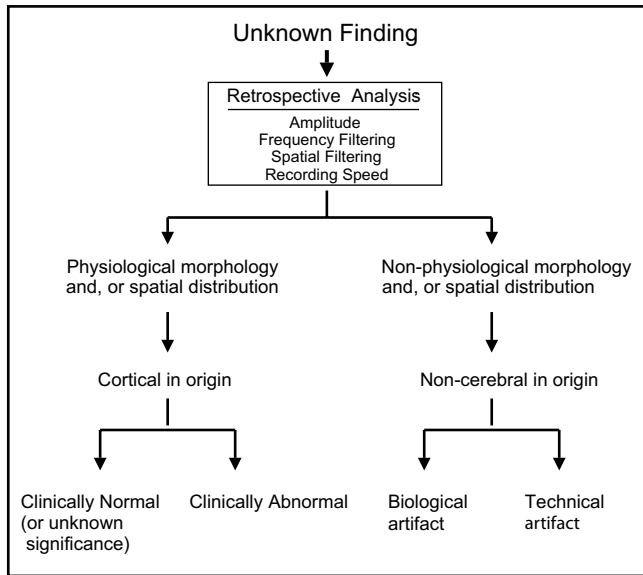 Unknown Finding
Retrospective Analysis
Amplitude
Frequency Filtering
Spatial Filtering
Recording Speed
Physiological morphology
and, or spatial distribution
Non-physiological morphology
and, or spatial distribution
Cortical in origin
Non-cerebral in origin
Clinically Normal
(or unknown
significance)
Clinically Abnormal
Biological
artifact
Technical
artifact